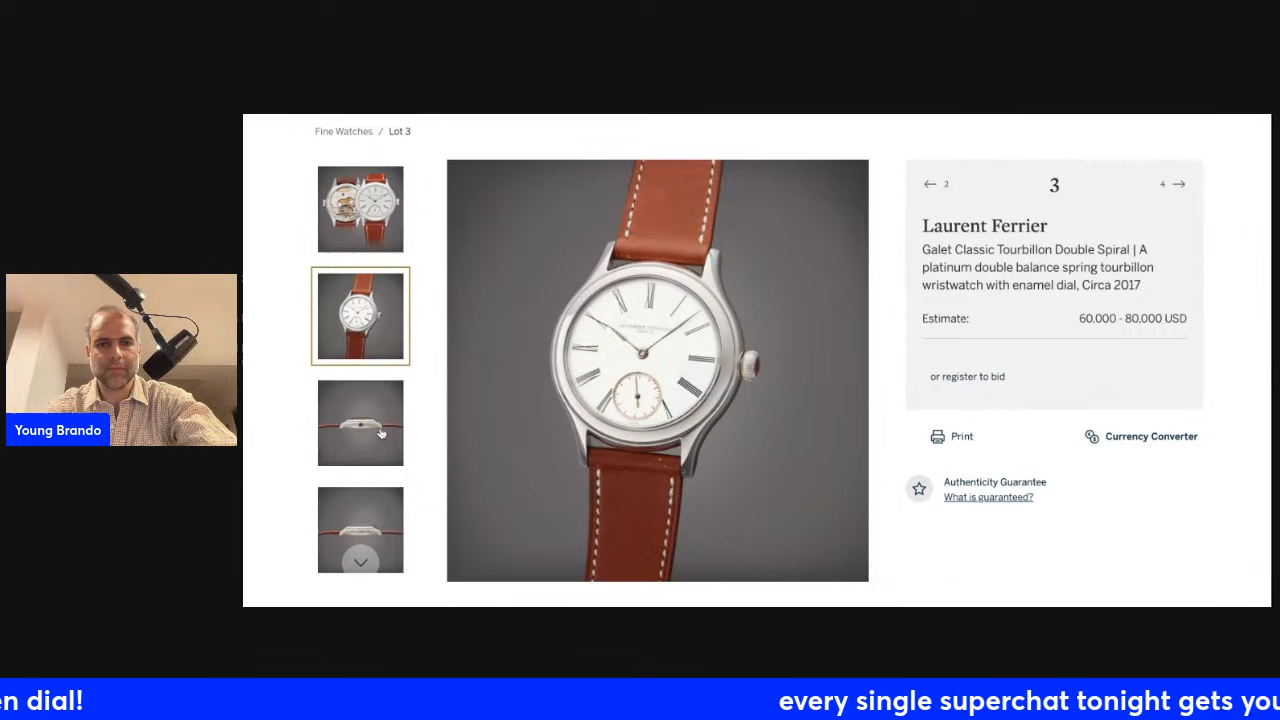 Fine Watches / Lot 3
← 2
3
4 →
Laurent Ferrier
Galet Classic Tourbillon Double Spiral | A
platinum double balance spring tourbillon
wristwatch with enamel dial, Circa 2017
Estimate: 60,000 - 80,000 USD
or register to bid
Print
Currency Converter
Authenticity Guarantee
What is guaranteed?
Young Brando
en dial! every single superchat tonight gets you